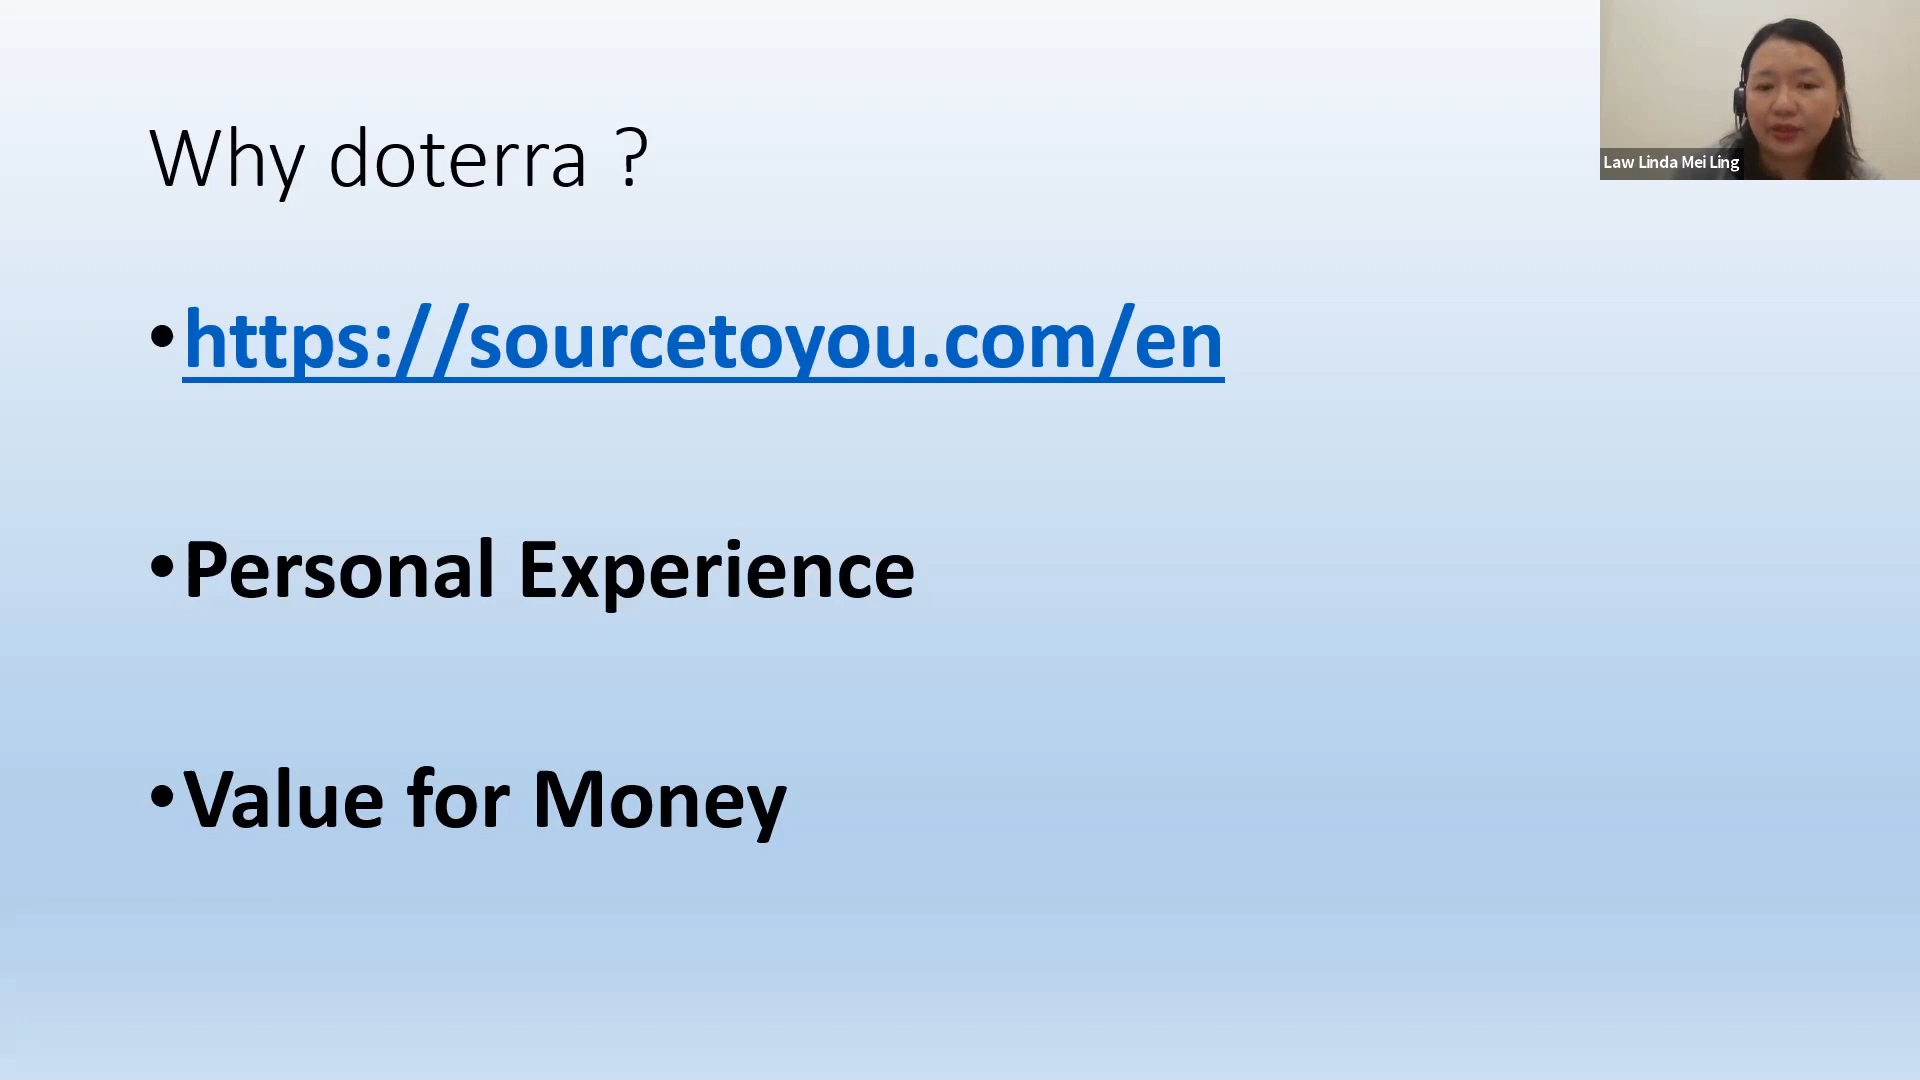 Why doterra ?
Law Linda Mei Ling
•https://sourcetoyou.com/en
•Personal Experience
•Value for Money